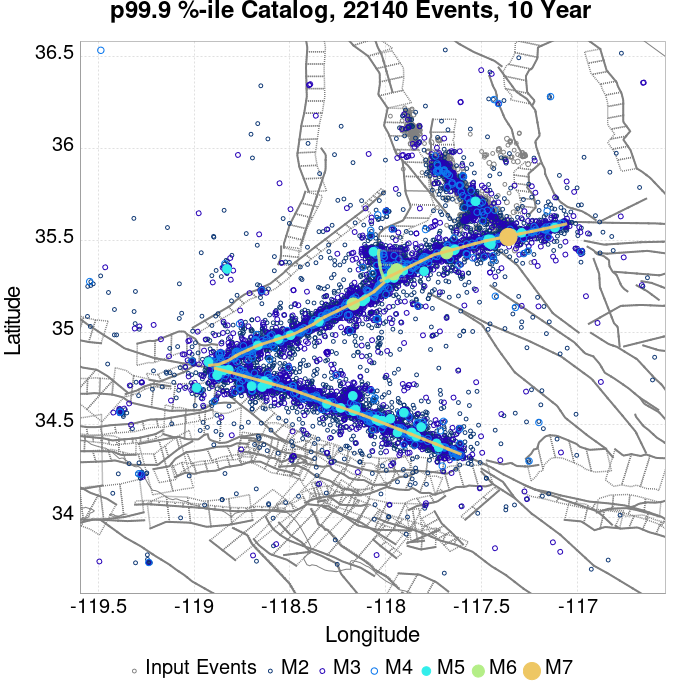 p99.9 %-ile Catalog, 22140 Events, 10 Year
36.5
36
35.5
35
34.5
34
Latitude
-119.5 -119 -118.5 -118 -117.5 -117
Longitude
Input Events M2 M3 M4 M5 M6 M7